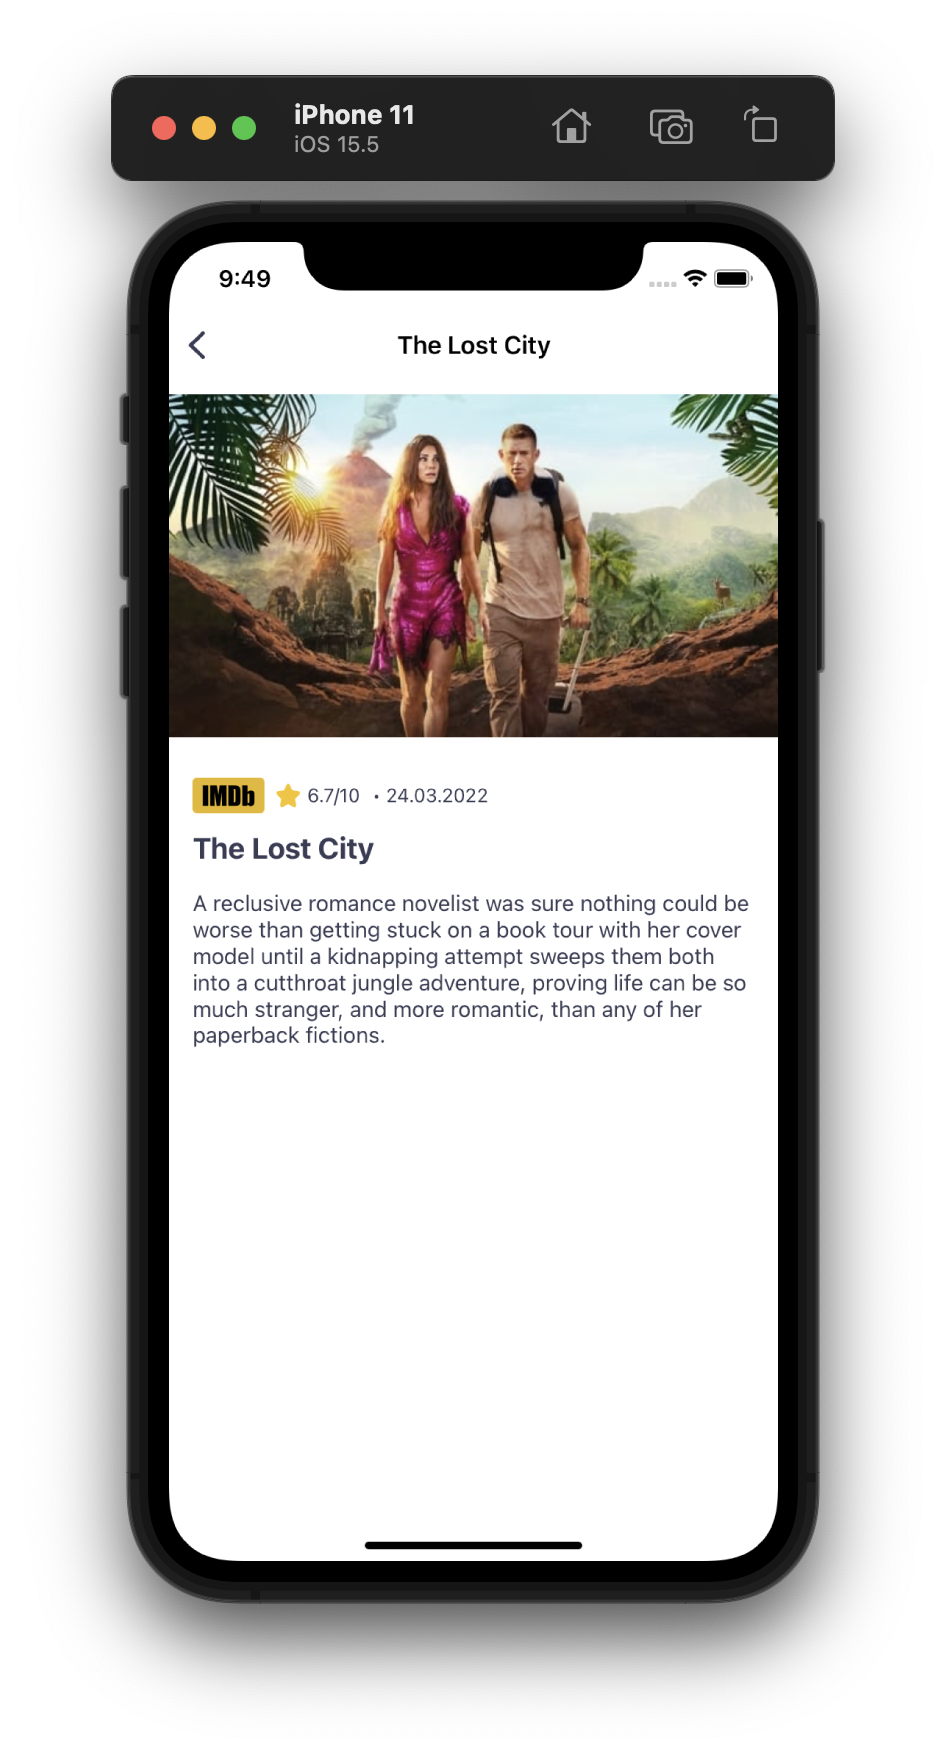 iPhone 11
iOS 15.5
9:49
The Lost City
IMDb 6.7/10 • 24.03.2022
The Lost City
A reclusive romance novelist was sure nothing could be
worse than getting stuck on a book tour with her cover
model until a kidnapping attempt sweeps them both
into a cutthroat jungle adventure, proving life can be so
much stranger, and more romantic, than any of her
paperback fictions.